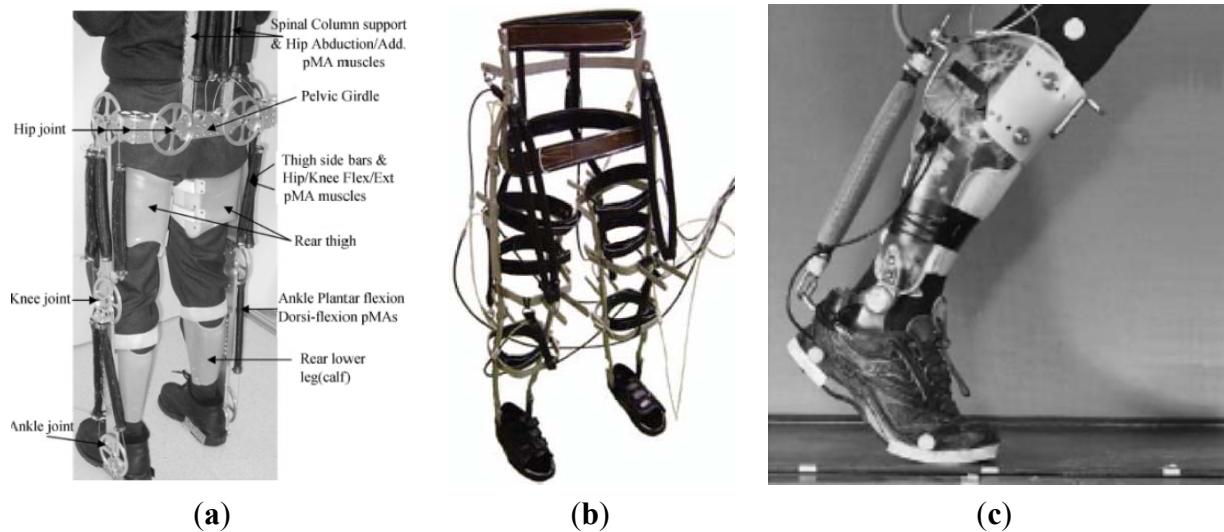 Spinal Column support
& Hip Abduction/Add.
pMA muscles
Pelvic Girdle
Hip joint
Thigh side bars &
Hip/Knee Flex/Ext
pMA muscles
Rear thigh
Knee joint
Ankle Plantar flexion
Dorsi-flexion pMAs
Rear lower
leg(calf)
Ankle joint
(a)
(b)
(c)